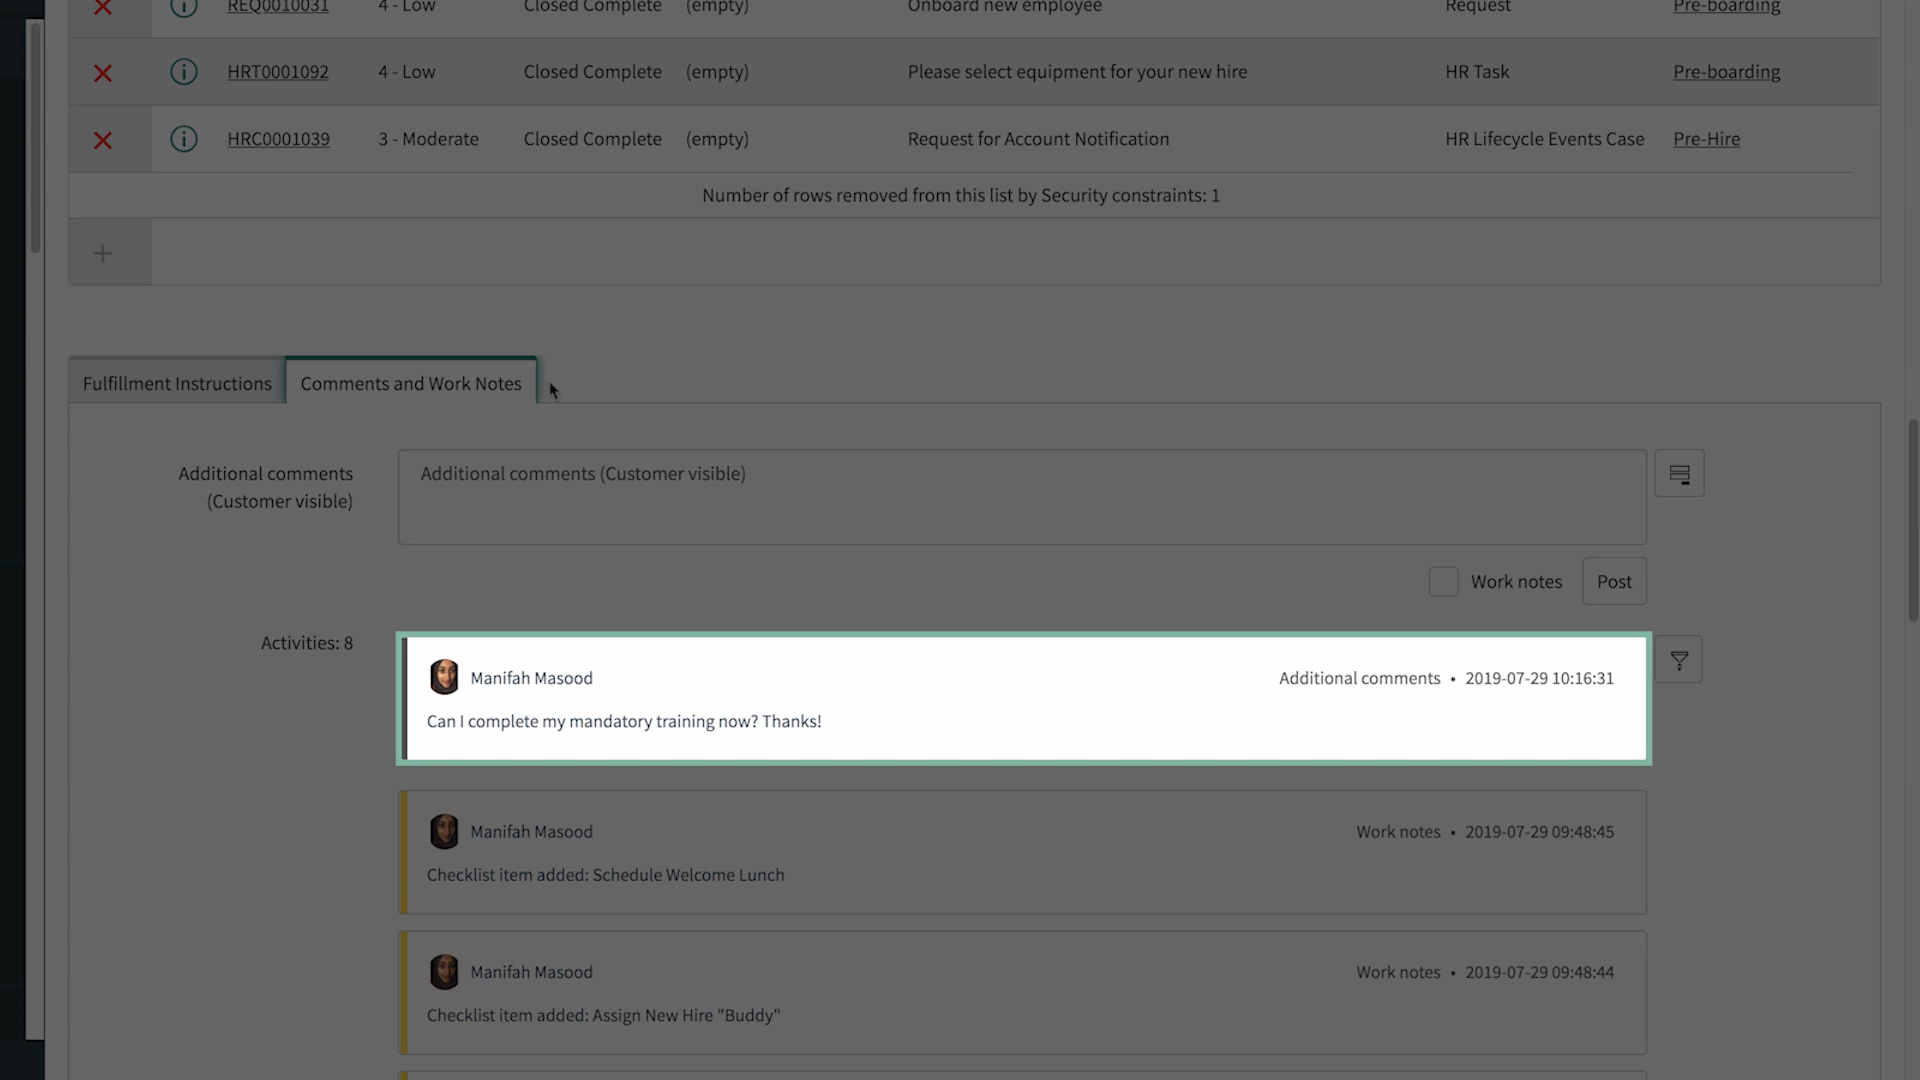 REQ0010031 4 - Low Closed Complete (empty) Onboard new employee Request Pre-boarding
HRT0001092 4 - Low Closed Complete (empty) Please select equipment for your new hire HR Task Pre-boarding
HRC0001039 3 - Moderate Closed Complete (empty) Request for Account Notification HR Lifecycle Events Case Pre-Hire
Number of rows removed from this list by Security constraints: 1
Fulfillment Instructions Comments and Work Notes
Additional comments
(Customer visible)
Additional comments (Customer visible)
Work notes Post
Activities: 8
Manifah Masood Additional comments • 2019-07-29 10:16:31
Can I complete my mandatory training now? Thanks!
Manifah Masood Work notes • 2019-07-29 09:48:45
Checklist item added: Schedule Welcome Lunch
Manifah Masood Work notes • 2019-07-29 09:48:44
Checklist item added: Assign New Hire "Buddy"